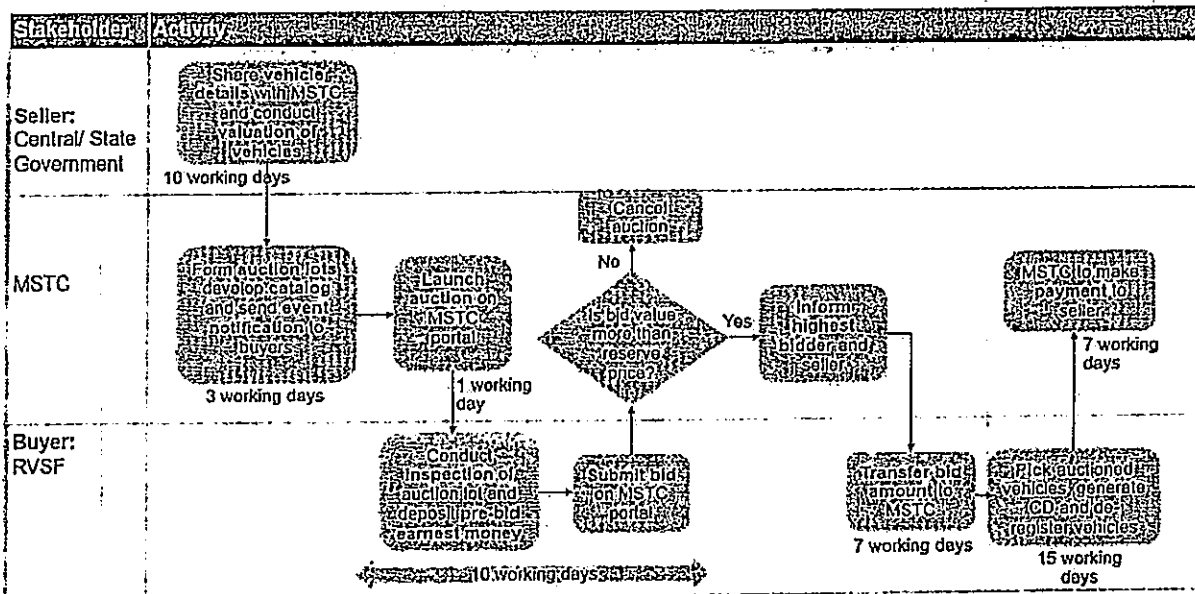 Stakeholder Activity
Seller:
Central/ State
Government
Share vehicle
details with MSTC
and conduct
valuation of
vehicles
10 working days
MSTC
Form auction lots
develop catalog
and send event
notification to
buyers
3 working days
Launch
auction on
MSTC
portal
1 working
day
Cancel
auction
No
Is bid value
more than
reserve
price?
Yes
Inform
highest
bidder and
seller
MSTC to make
payment to
seller
7 working
days
Buyer:
RVSF
Conduct
inspection of
auction lot and
deposit pre-bid
earnest money
Submit bid
on MSTC
portal
10 working days
Transfer bid
amount to
MSTC
7 working days
Pick auctioned
vehicles, generate
CD and de-
register vehicles
15 working
days